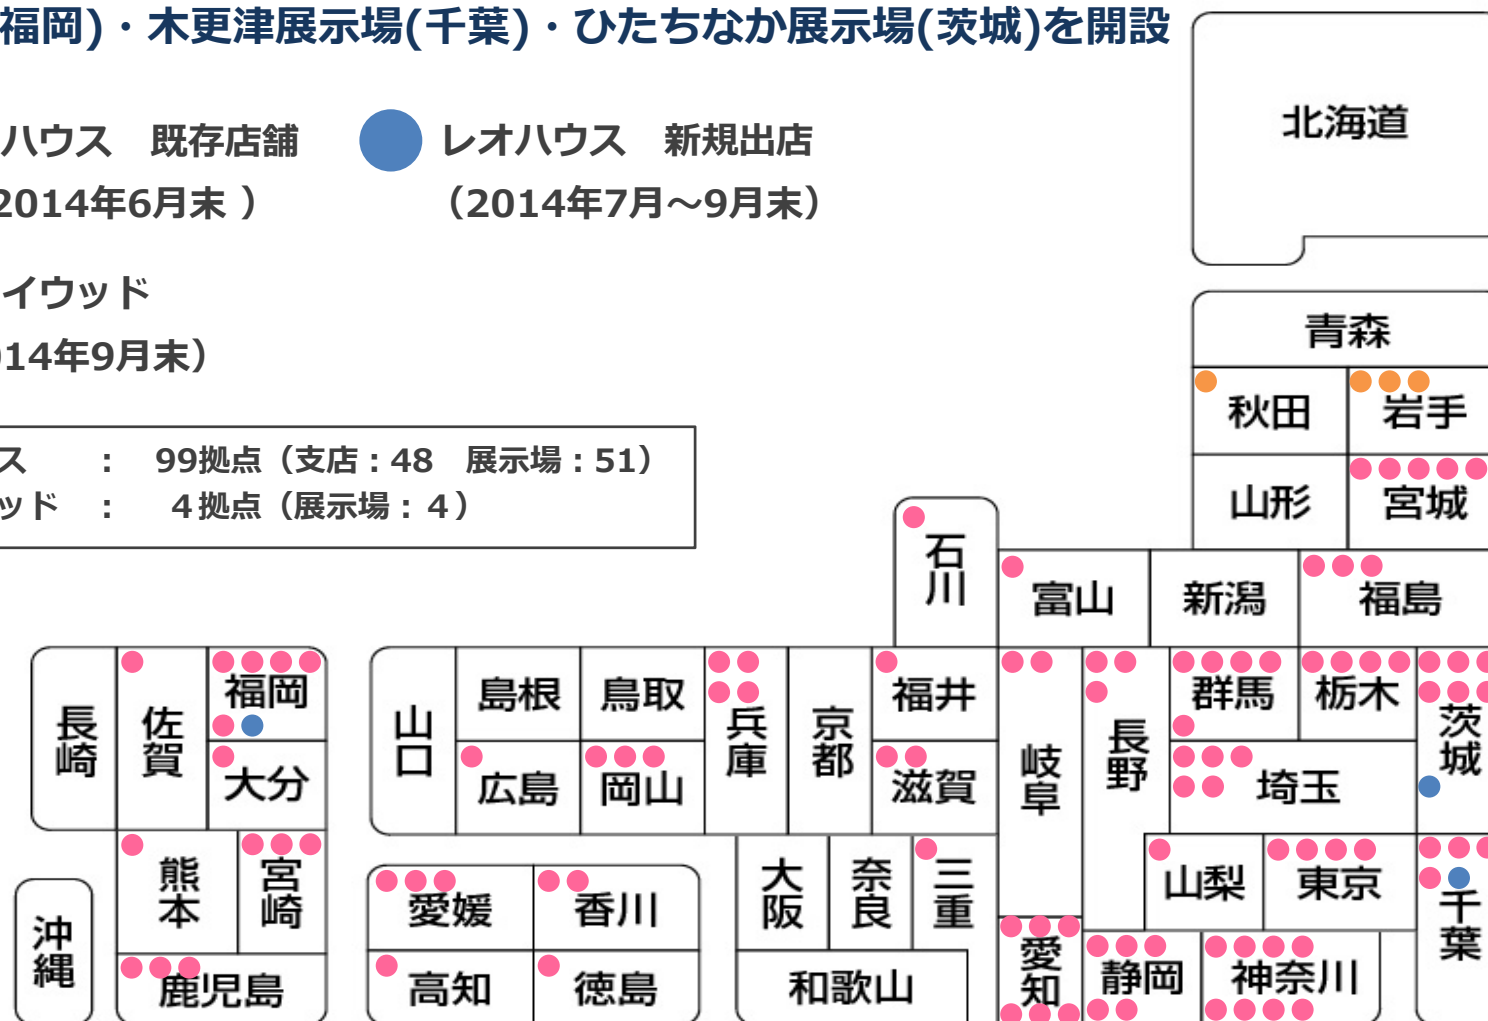 福岡)・木更津展示場(千葉)・ひたちなか展示場(茨城)を開設
ハウス　既存店舗
レオハウス　新規出店
2014年6月末 ）
（2014年7月～9月末）
イウッド
014年9月末）
ス　：　99拠点（支店：48　展示場：51）
ッド　：　４拠点（展示場：４）
北海道
青森
秋田
岩手
山形
宮城
石川
富山
新潟
福島
長崎
佐賀
福岡
大分
熊本
宮崎
鹿児島
沖縄
山口
島根
鳥取
広島
岡山
兵庫
京都
福井
滋賀
岐阜
長野
群馬
栃木
茨城
埼玉
山梨
東京
千葉
愛媛
香川
高知
徳島
大阪
奈良
三重
和歌山
愛知
静岡
神奈川